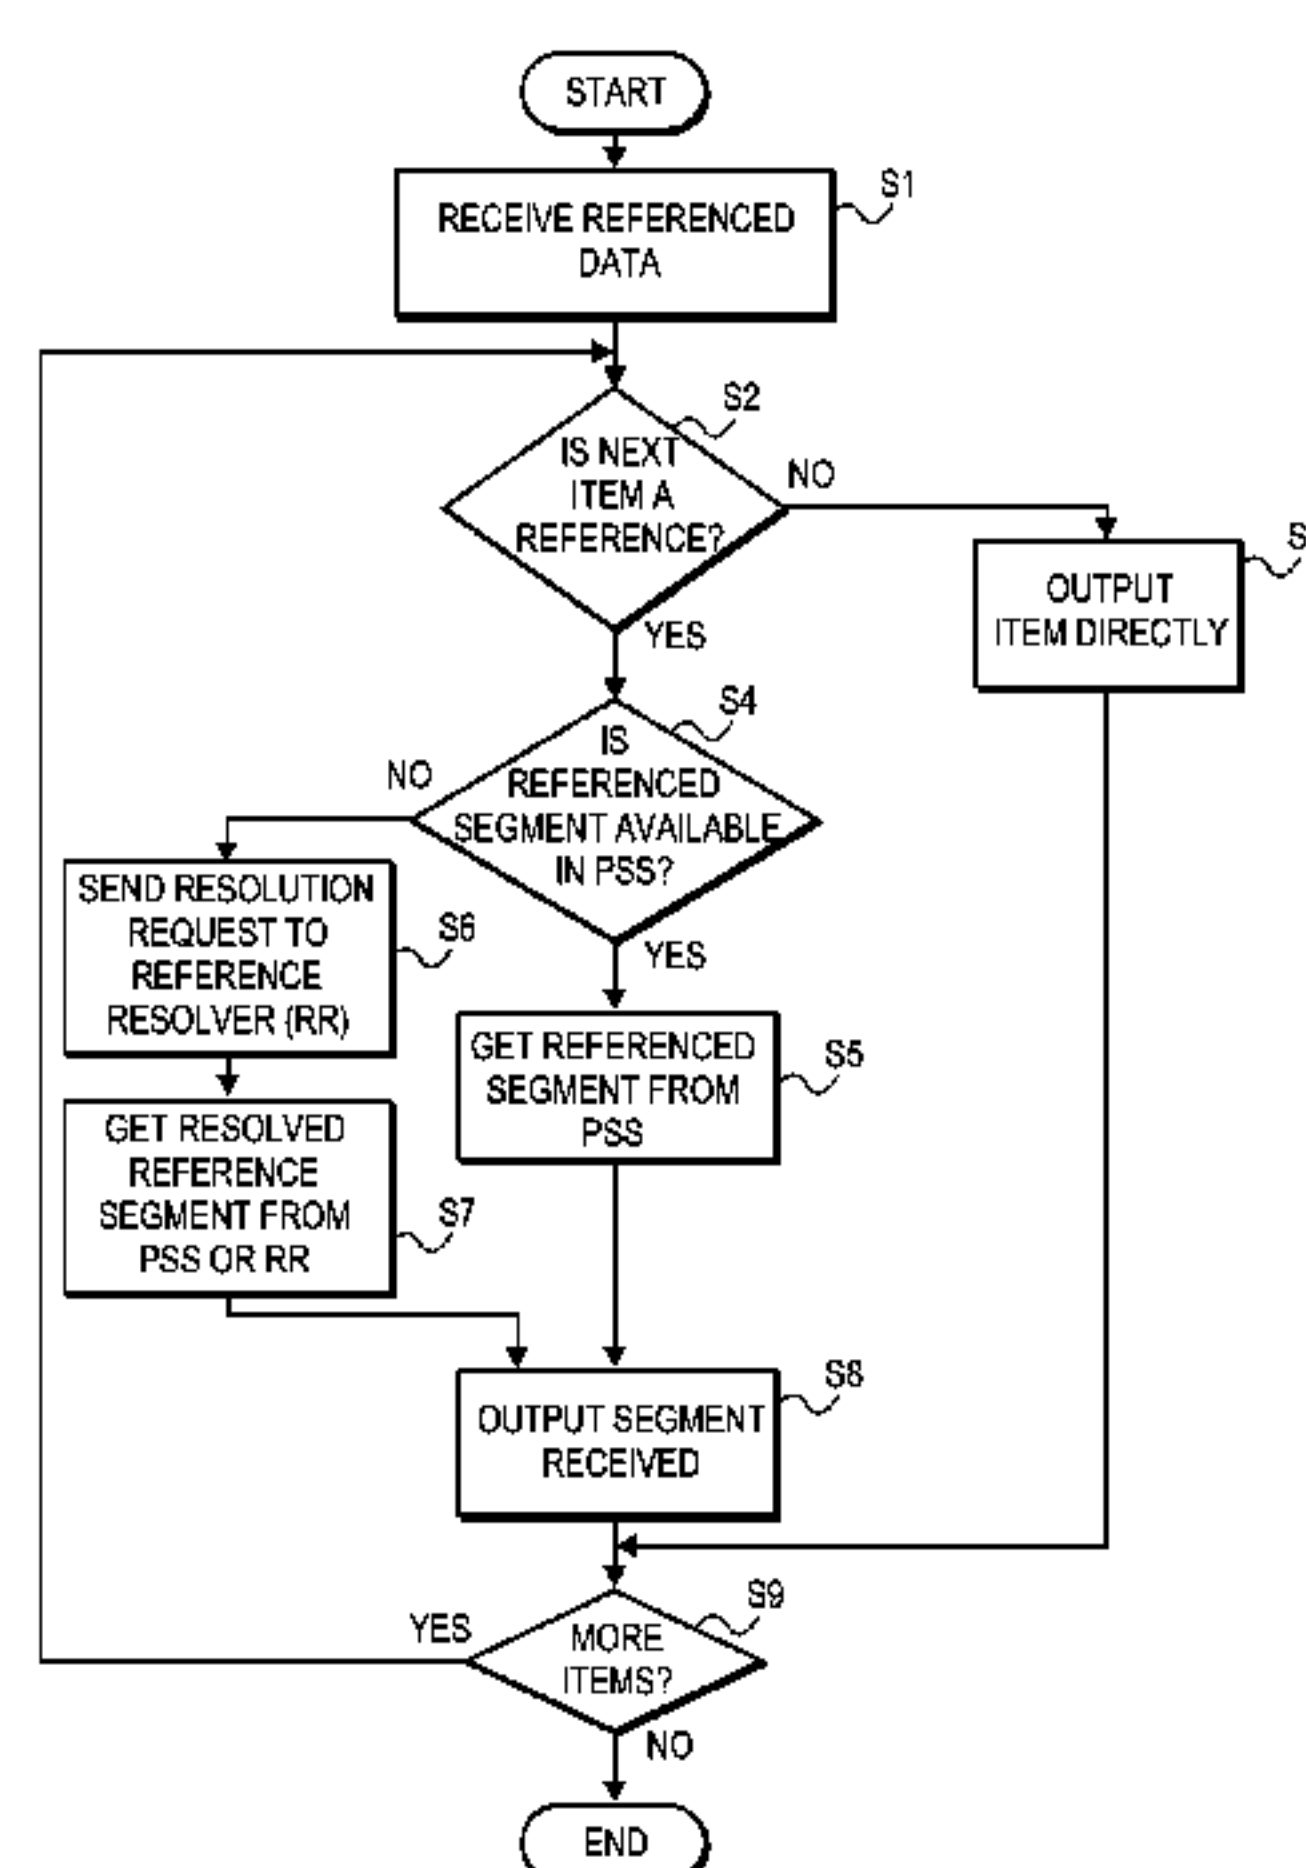 START
S1
RECEIVE REFERENCED
DATA
S2
IS NEXT
ITEM A
REFERENCE?
NO
S
OUTPUT
ITEM DIRECTLY
YES
S4
IS
REFERENCED
SEGMENT AVAILABLE
IN PSS?
NO
SEND RESOLUTION
REQUEST TO
REFERENCE
RESOLVER (RR)
S6
YES
GET REFERENCED
SEGMENT FROM
PSS
S5
GET RESOLVED
REFERENCE
SEGMENT FROM
PSS OR RR
S7
S8
OUTPUT SEGMENT
RECEIVED
S9
YES
MORE
ITEMS?
NO
END